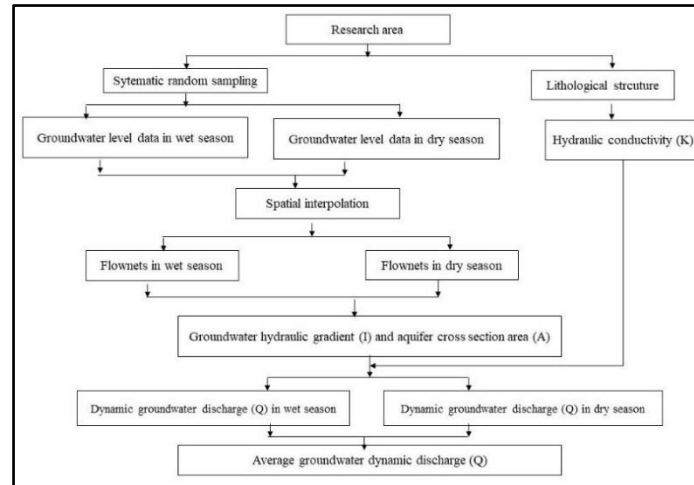 Research area
Sytematic random sampling
Lithological strcuture
Groundwater level data in wet season
Groundwater level data in dry season
Hydraulic conductivity (K)
Spatial interpolation
Flownets in wet season
Flownets in dry season
Groundwater hydraulic gradient (I) and aquifer cross section area (A)
Dynamic groundwater discharge (Q) in wet season
Dynamic groundwater discharge (Q) in dry season
Average groundwater dynamic discharge (Q)